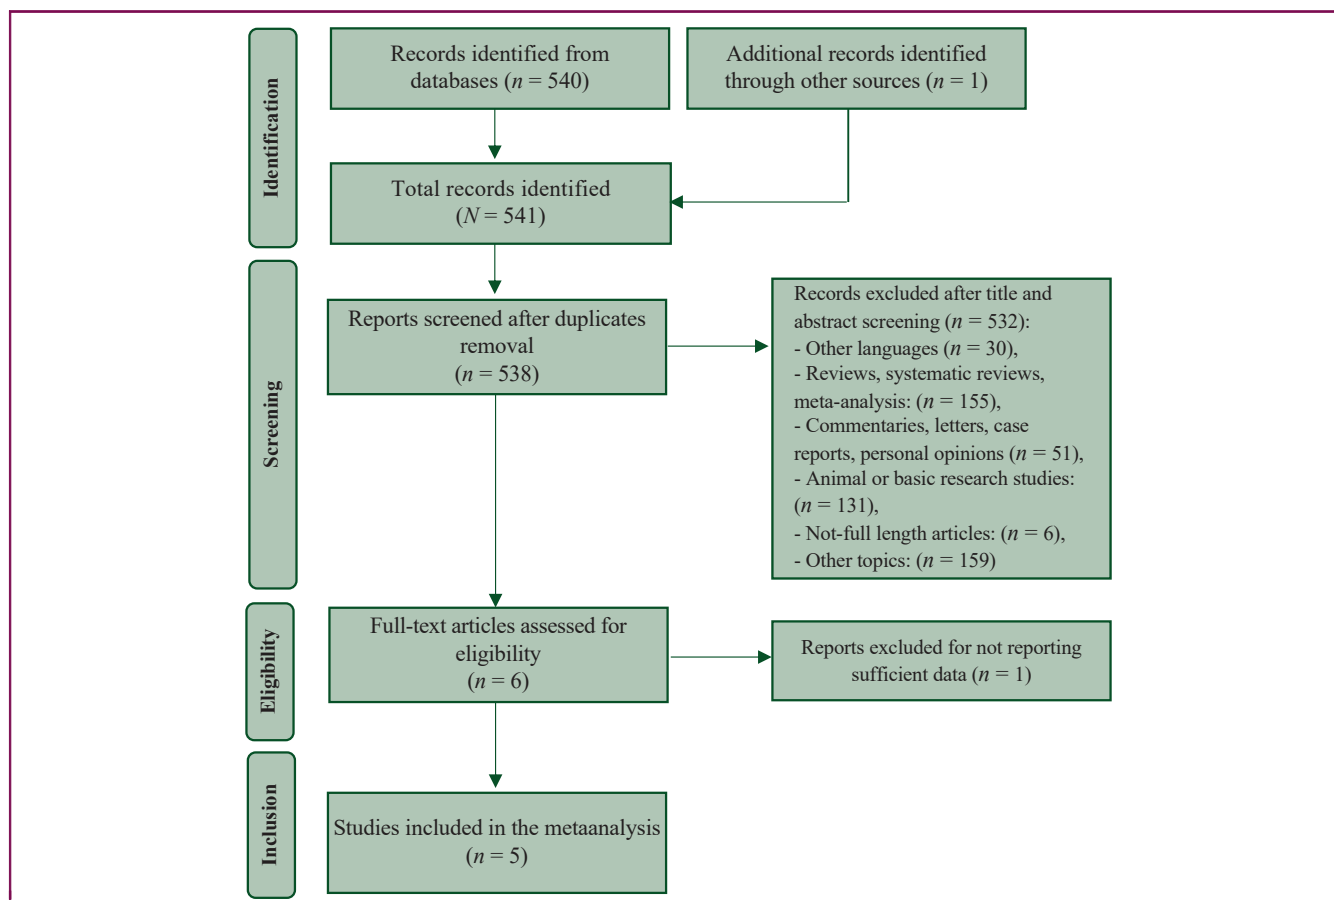 Identification
Records identified from
databases (n = 540)
Additional records identified
through other sources (n = 1)
Total records identified
(N = 541)
Screening
Reports screened after duplicates
removal
(n = 538)
Records excluded after title and
abstract screening (n = 532):
- Other languages (n = 30),
- Reviews, systematic reviews,
meta-analysis: (n = 155),
- Commentaries, letters, case
reports, personal opinions (n = 51),
- Animal or basic research studies:
(n = 131),
- Not-full length articles: (n = 6),
- Other topics: (n = 159)
Eligibility
Full-text articles assessed for
eligibility
(n = 6)
Reports excluded for not reporting
sufficient data (n = 1)
Inclusion
Studies included in the metaanalysis
(n = 5)